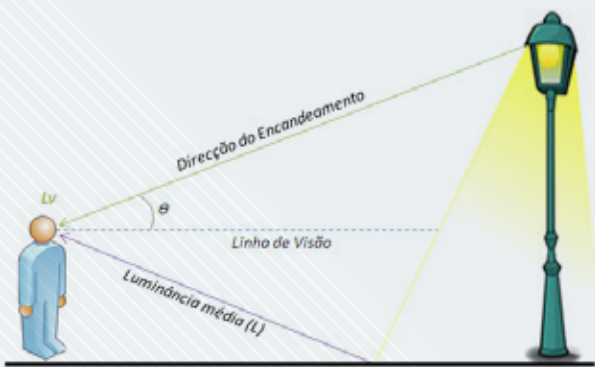 Direcção do Encandeamento
Lv
θ
Linha de Visão
Luminância média (L)